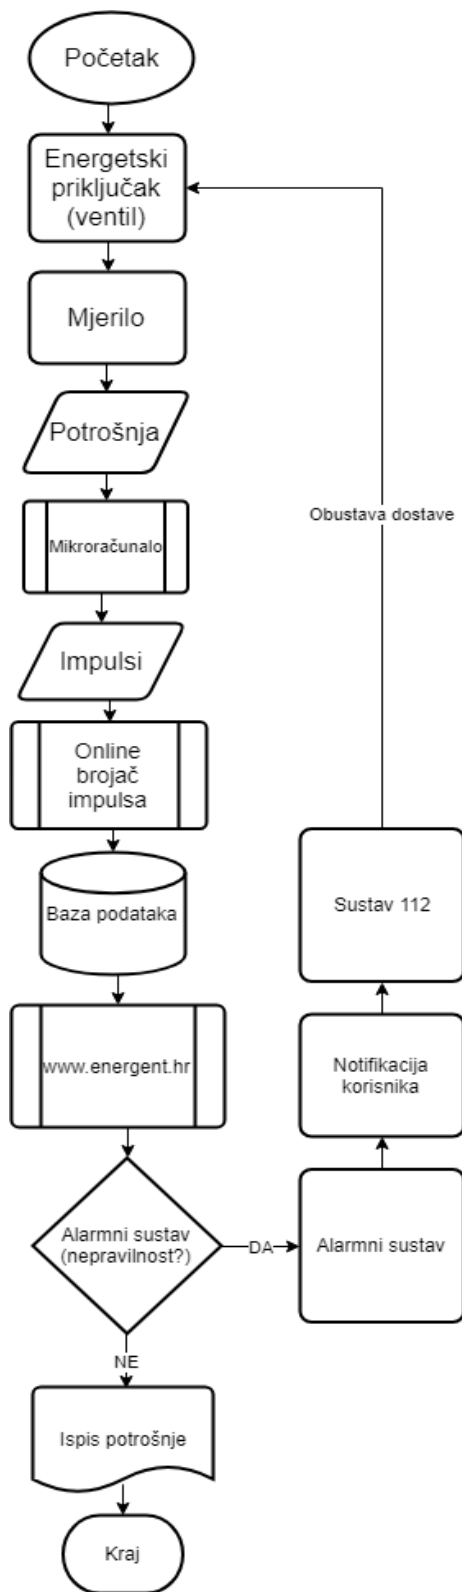 Početak
Energetski
priključak
(ventil)
Mjerilo
Potrošnja
Mikroračunalo
Impulsi
Online
brojač
impulsa
Baza podataka
www.energent.hr
Alarmni sustav
(nepravilnost?)
DA
Alarmni sustav
Notifikacija
korisnika
Sustav 112
Obustava dostave
NE
Ispis potrošnje
Kraj